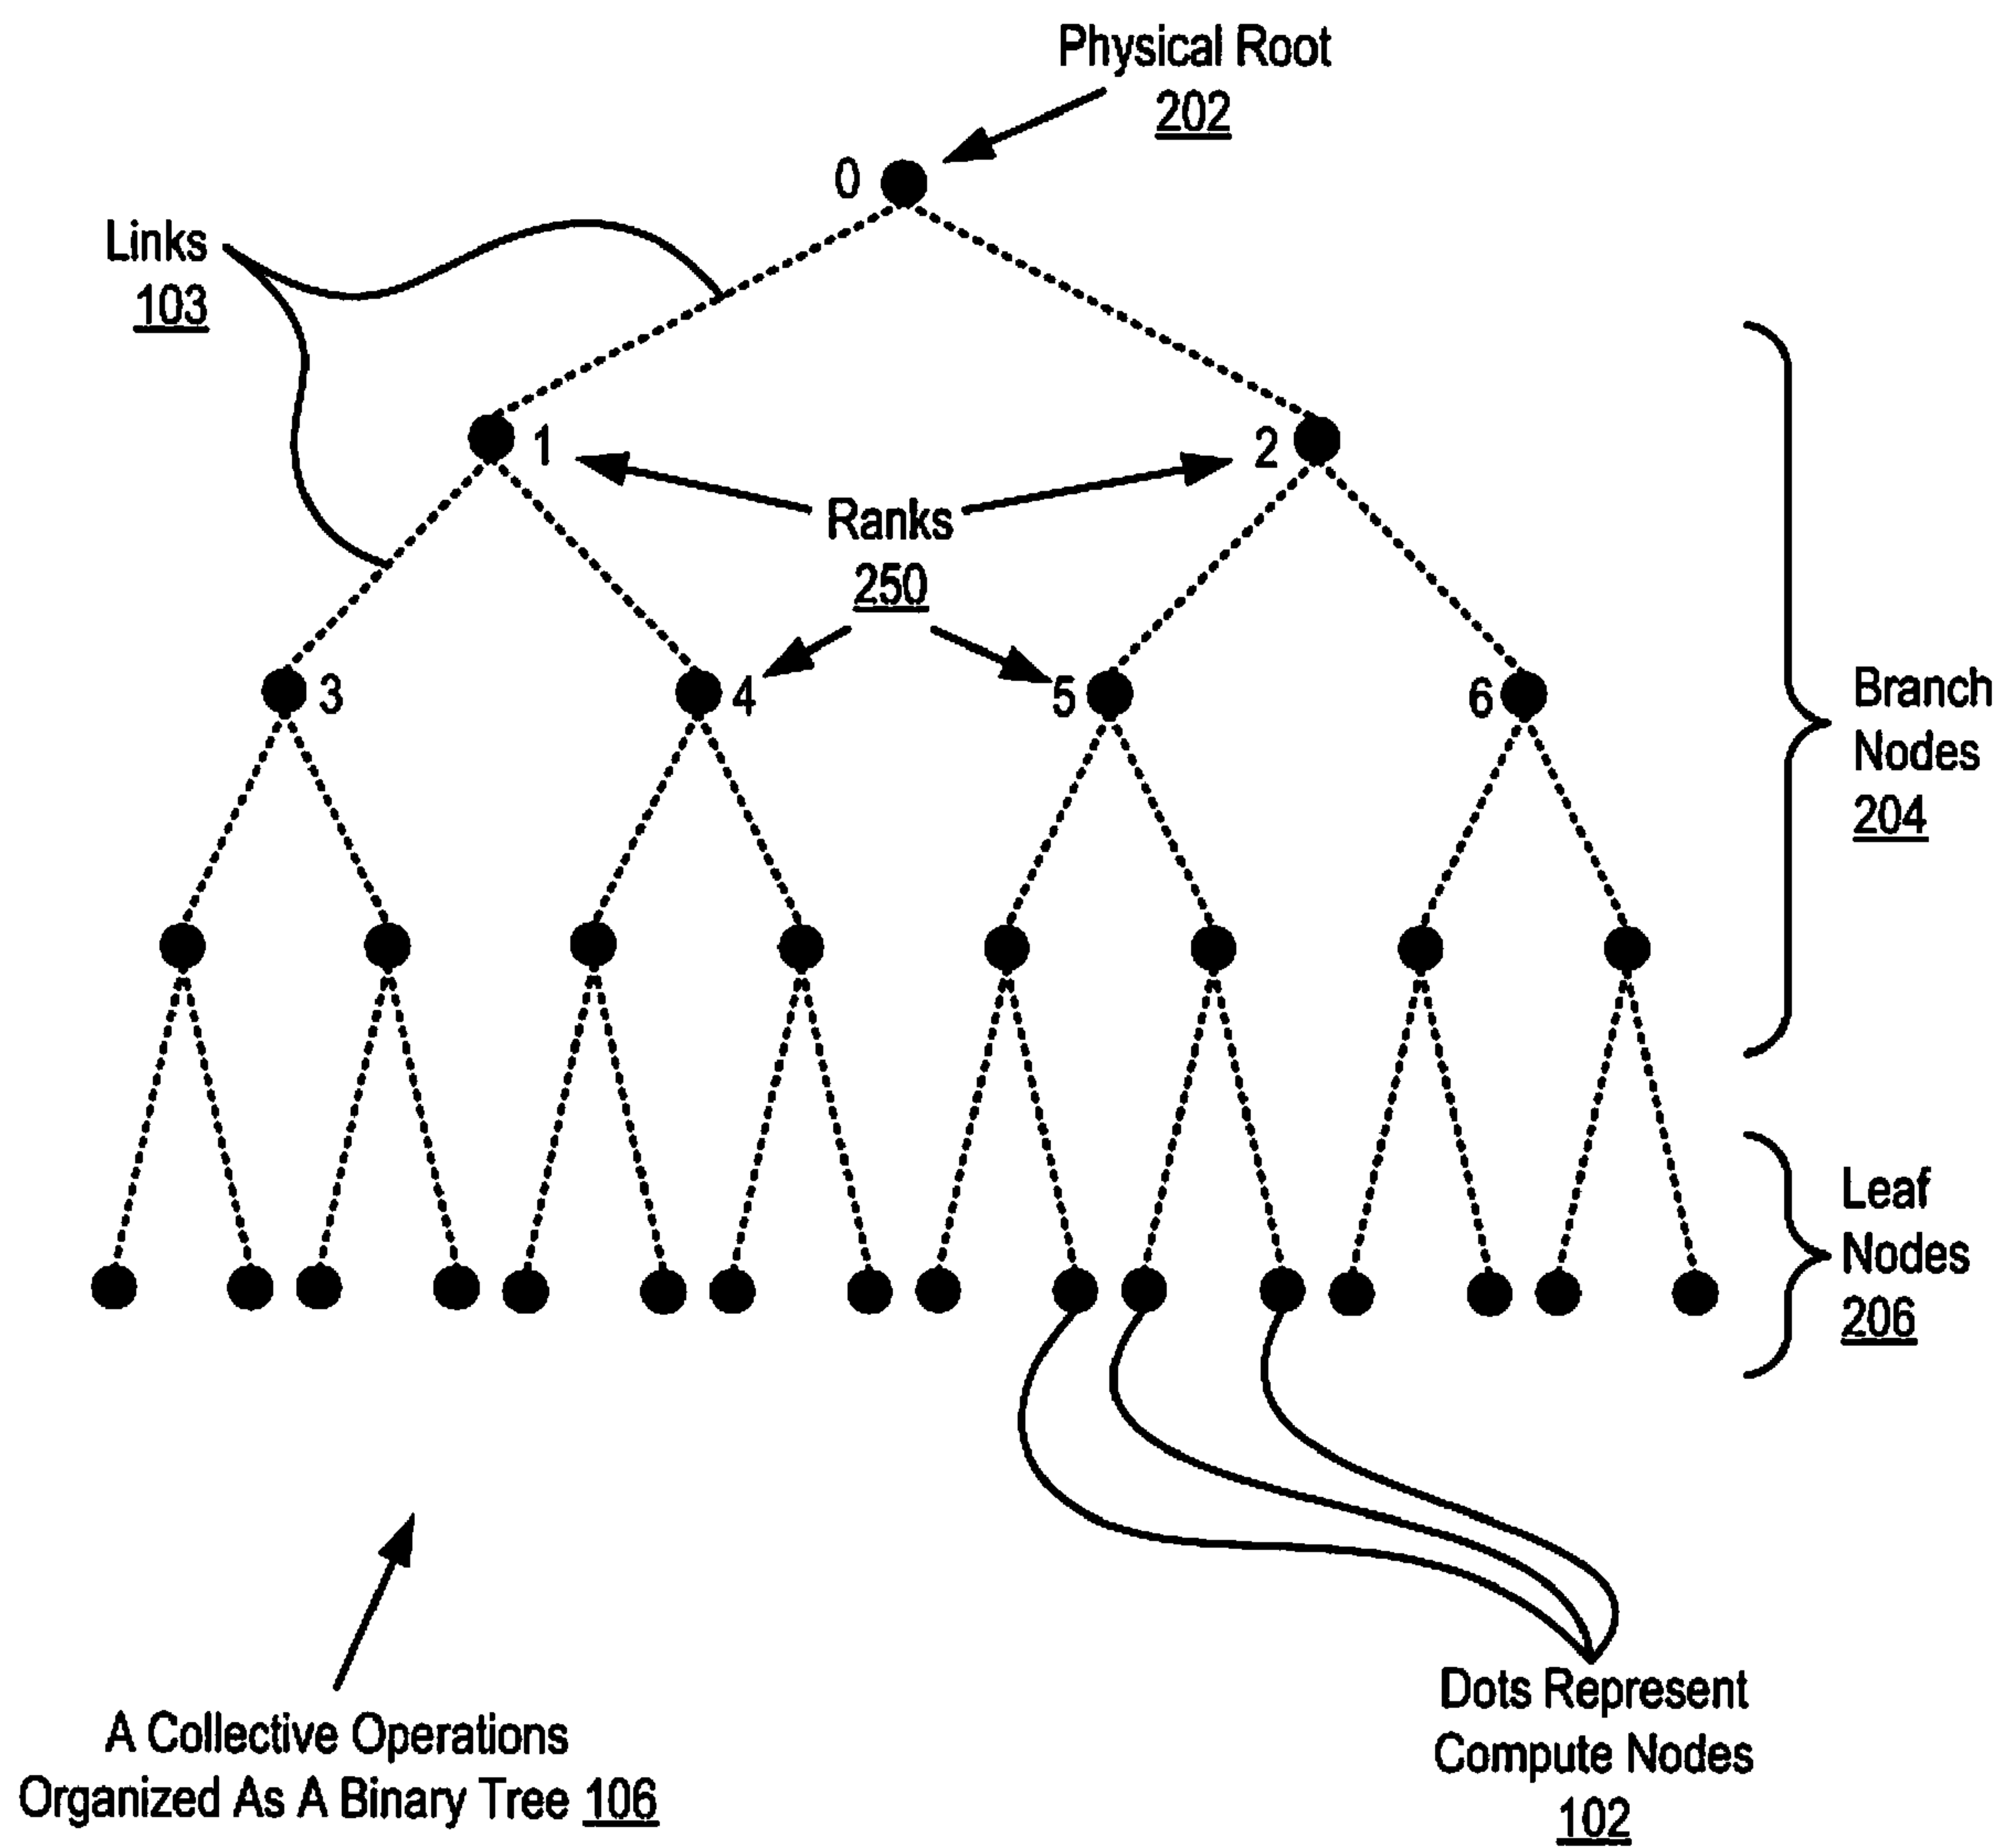 Physical Root
202
0
Links
103
1
2
Ranks
250
3
4
5
6
Branch
Nodes
204
Leaf
Nodes
206
A Collective Operations
Organized As A Binary Tree 106
Dots Represent
Compute Nodes
102